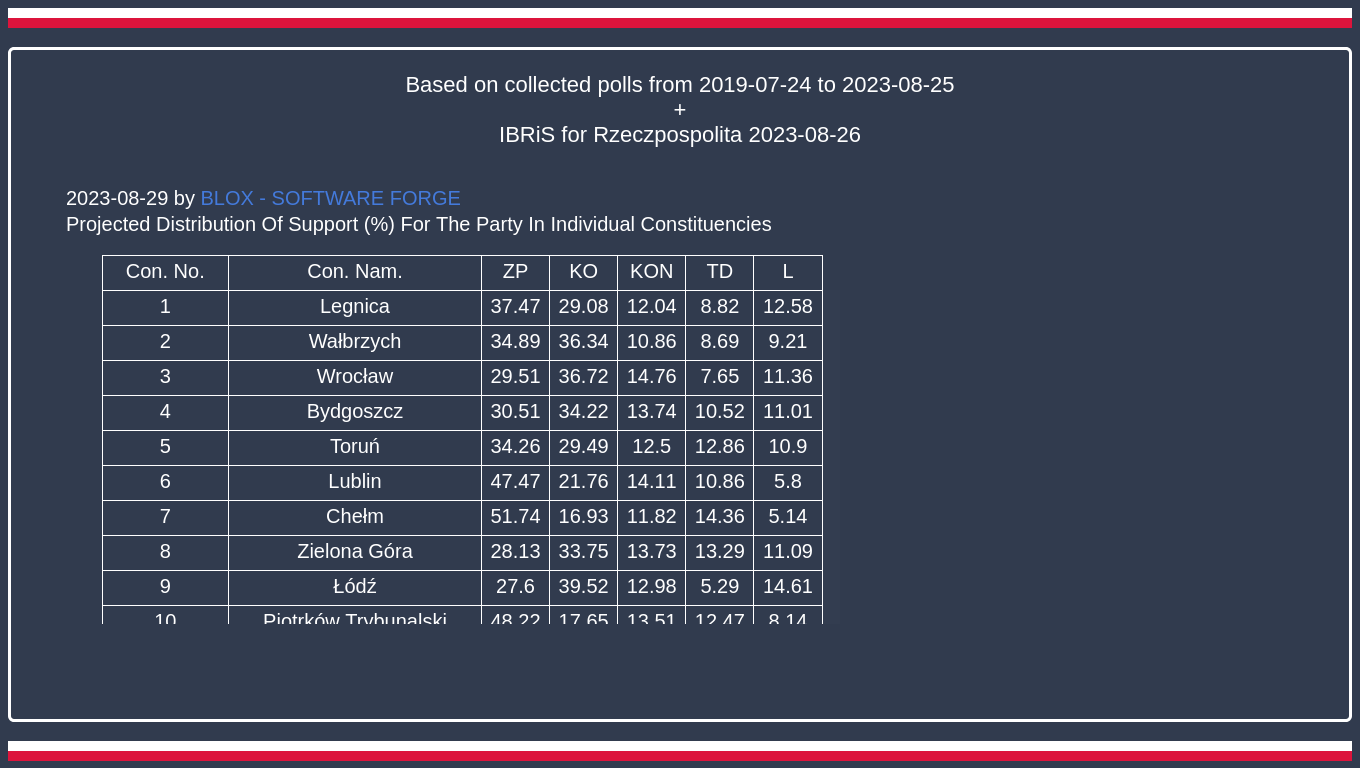 Based on collected polls from 2019-07-24 to 2023-08-25
+
IBRiS for Rzeczpospolita 2023-08-26
2023-08-29 by BLOX - SOFTWARE FORGE
Projected Distribution Of Support (%) For The Party In Individual Constituencies
Con. No. Con. Nam. ZP KO KON TD L
1 Legnica 37.47 29.08 12.04 8.82 12.58
2 Wałbrzych 34.89 36.34 10.86 8.69 9.21
3 Wrocław 29.51 36.72 14.76 7.65 11.36
4 Bydgoszcz 30.51 34.22 13.74 10.52 11.01
5 Toruń 34.26 29.49 12.5 12.86 10.9
6 Lublin 47.47 21.76 14.11 10.86 5.8
7 Chełm 51.74 16.93 11.82 14.36 5.14
8 Zielona Góra 28.13 33.75 13.73 13.29 11.09
9 Łódź 27.6 39.52 12.98 5.29 14.61
10 Piotrków Trybunalski 48.22 17.65 13.51 12.47 8.14